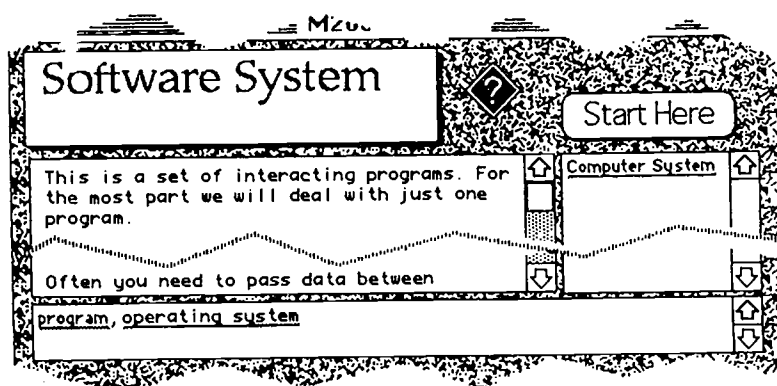 Software System
?
Start Here
This is a set of interacting programs. For
the most part we will deal with just one
program.
Often you need to pass data between
Computer System
program, operating system